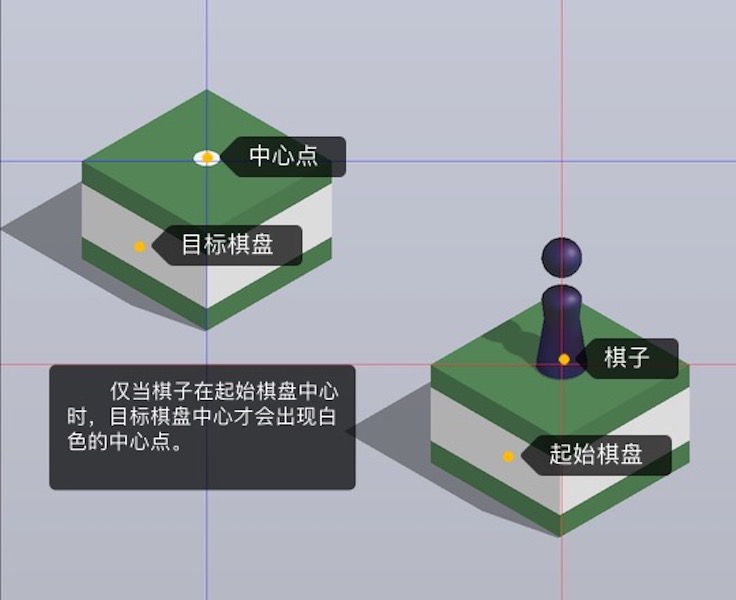 中心点
目标棋盘
棋子
仅当棋子在起始棋盘中心
时，目标棋盘中心才会出现白
色的中心点。
起始棋盘